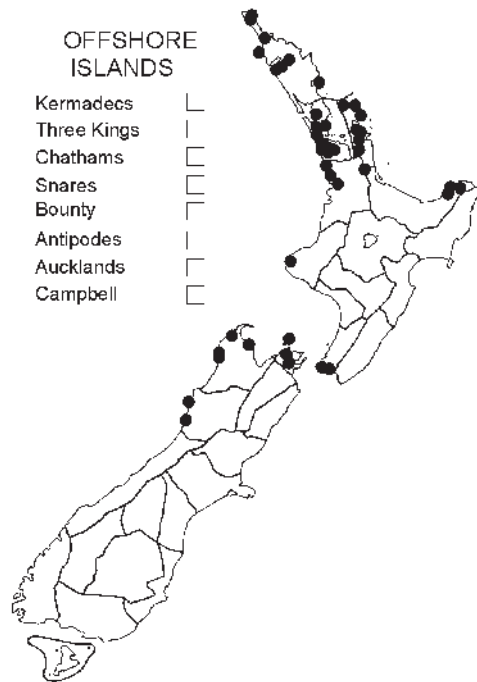 OFFSHORE
ISLANDS
Kermadecs
Three Kings
Chathams
Snares
Bounty
Antipodes
Aucklands
Campbell